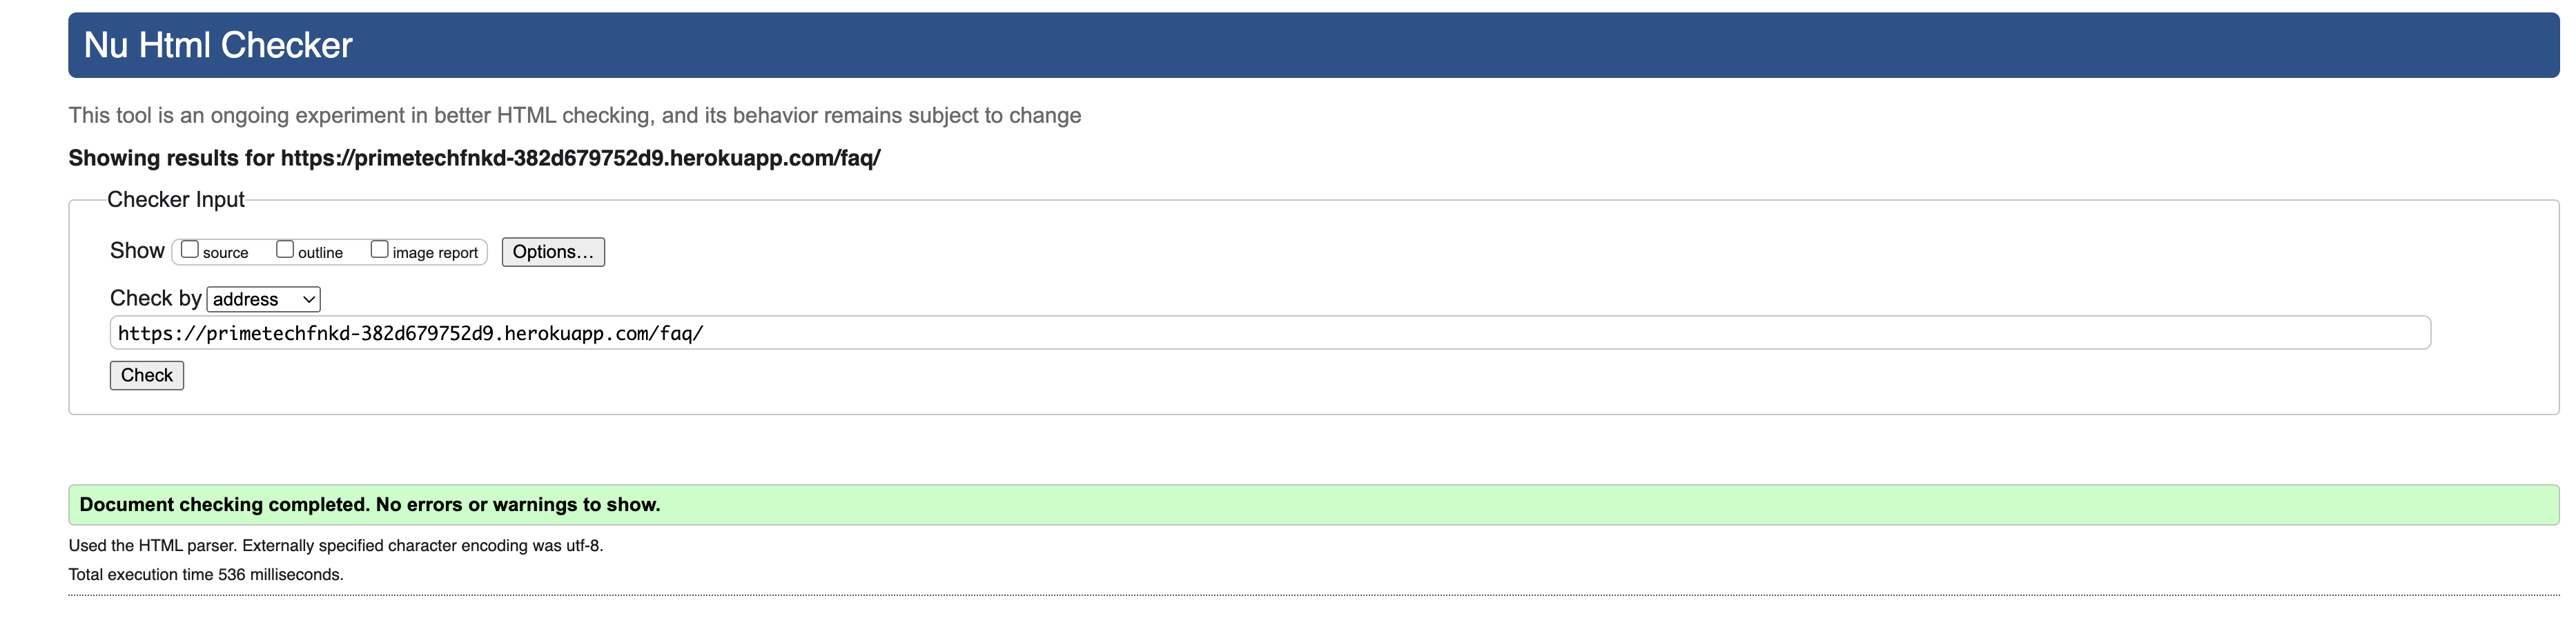 Nu Html Checker
This tool is an ongoing experiment in better HTML checking, and its behavior remains subject to change
Showing results for https://primetechfnkd-382d679752d9.herokuapp.com/faq/
Checker Input
Show source outline image report Options...
Check by address
https://primetechfnkd-382d679752d9.herokuapp.com/faq/
Check
Document checking completed. No errors or warnings to show.
Used the HTML parser. Externally specified character encoding was utf-8.
Total execution time 536 milliseconds.